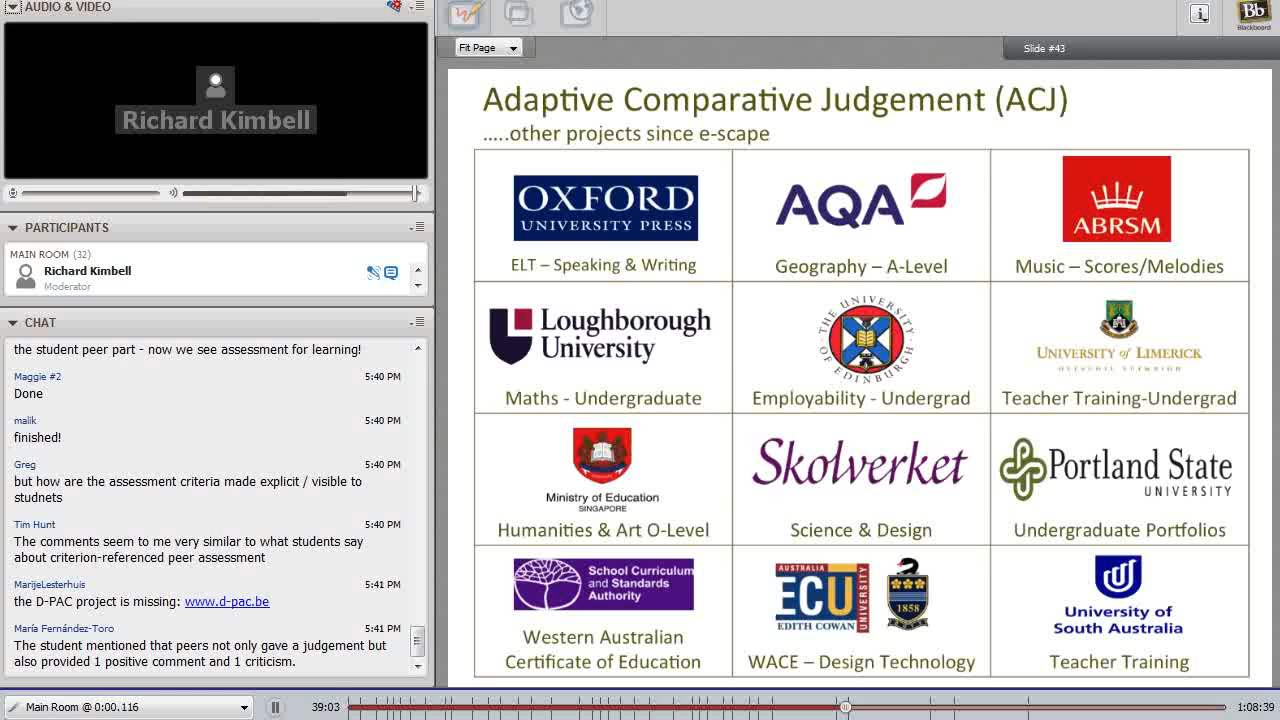 AUDIO & VIDEO
Richard Kimbell
PARTICIPANTS
MAIN ROOM (32)
Richard Kimbell
Moderator
CHAT
the student peer part - now we see assessment for learning!
Maggie #2 5:40 PM
Done
malik 5:40 PM
finished!
Greg 5:40 PM
but how are the assessment criteria made explicit / visible to
studnets
Tim Hunt 5:40 PM
The comments seem to me very similar to what students say
about criterion-referenced peer assessment
MarijeLesterhuis 5:41 PM
the D-PAC project is missing: www.d-pac.be
María Fernández-Toro 5:41 PM
The student mentioned that peers not only gave a judgement but
also provided 1 positive comment and 1 criticism.
Fit Page
Slide #43
Bb
Blackboard
Adaptive Comparative Judgement (ACJ)
.....other projects since e-scape
OXFORD
UNIVERSITY PRESS
ELT – Speaking & Writing
AQA
Geography – A-Level
ABRSM
Music – Scores/Melodies
Loughborough
University
Maths - Undergraduate
THE UNIVERSITY
OF EDINBURGH
Employability - Undergrad
UNIVERSITY of LIMERICK
Teacher Training-Undergrad
Ministry of Education
SINGAPORE
Humanities & Art O-Level
Skolverket
Science & Design
Portland State
UNIVERSITY
Undergraduate Portfolios
School Curriculum
and Standards
Authority
Western Australian
Certificate of Education
AUSTRALIA
ECU
EDITH COWAN
UNIVERSITY
1858
WACE – Design Technology
University of
South Australia
Teacher Training
Main Room @ 0:00.116
39:03
1:08:39